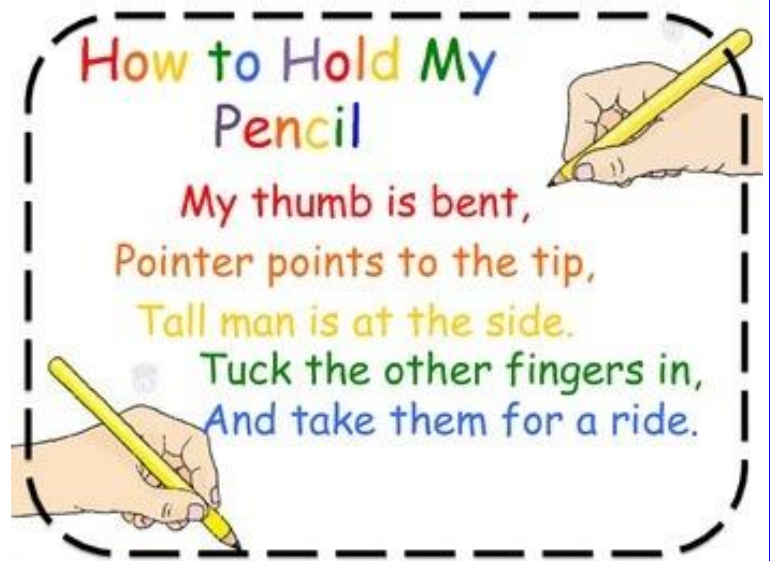 How to Hold My
Pencil
My thumb is bent,
Pointer points to the tip,
Tall man is at the side.
Tuck the other fingers in,
And take them for a ride.